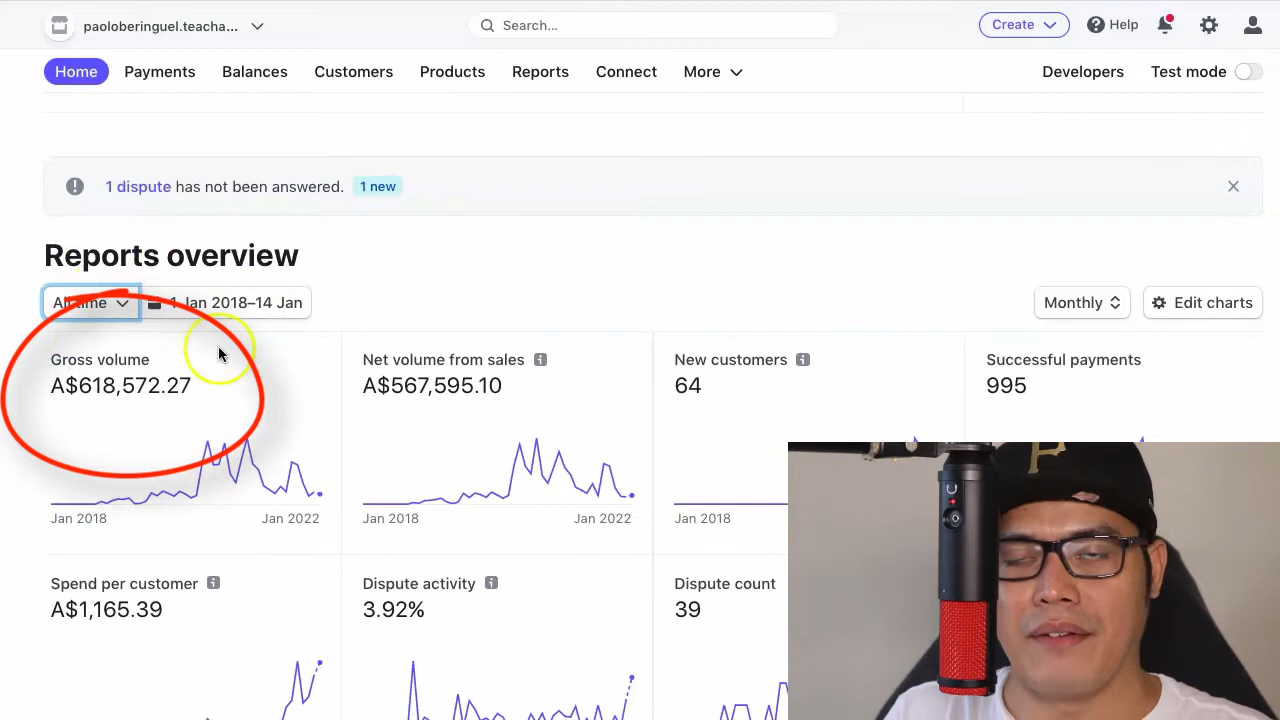 paoloberinguel.teacha...
Search...
Create
Help
Home
Payments
Balances
Customers
Products
Reports
Connect
More
Developers
Test mode
1 dispute has not been answered.
1 new
Reports overview
All time
1 Jan 2018–14 Jan
Monthly
Edit charts
Gross volume
A$618,572.27
Jan 2018
Jan 2022
Net volume from sales
A$567,595.10
Jan 2018
Jan 2022
New customers
64
Jan 2018
Successful payments
995
Spend per customer
A$1,165.39
Dispute activity
3.92%
Dispute count
39
P